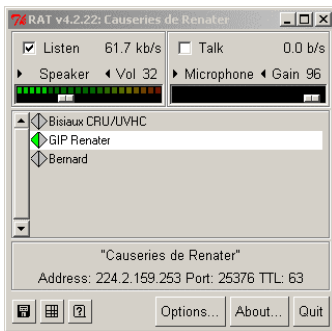 RAT v4.2.22: Causeries de Renater
Listen 61.7 kb/s Talk 0.0 b/s
Speaker Vol 32 Microphone Gain 96
Bisiaux CRU/UVHC
GIP Renater
Bernard
"Causeries de Renater"
Address: 224.2.159.253 Port: 25376 TTL: 63
Options... About... Quit